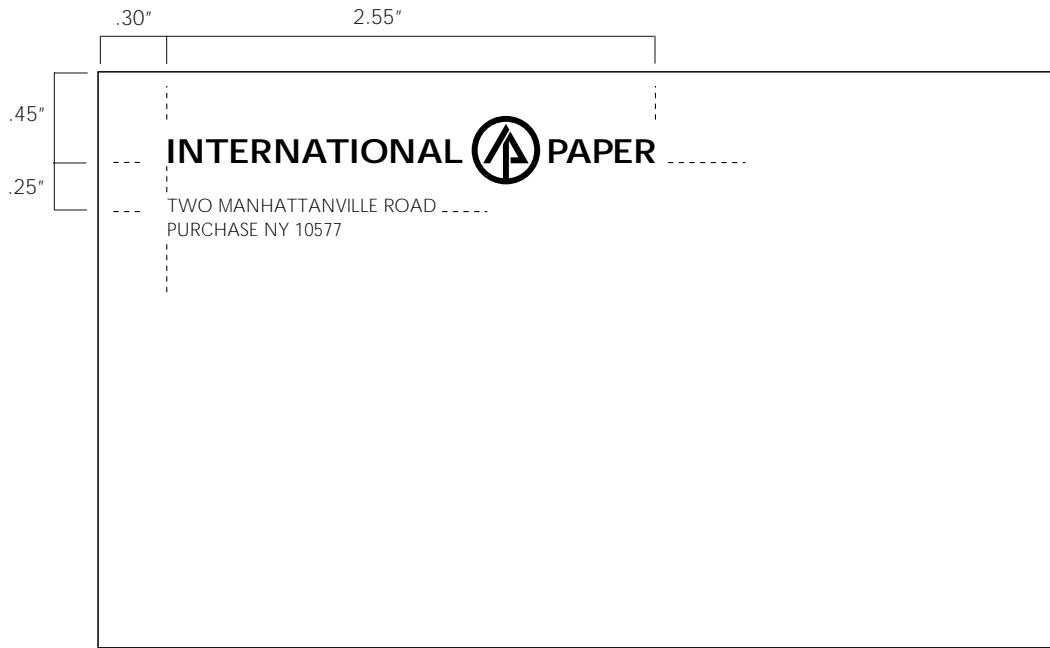 .30" 2.55"
.45"
INTERNATIONAL PAPER
.25"
TWO MANHATTANVILLE ROAD
PURCHASE NY 10577